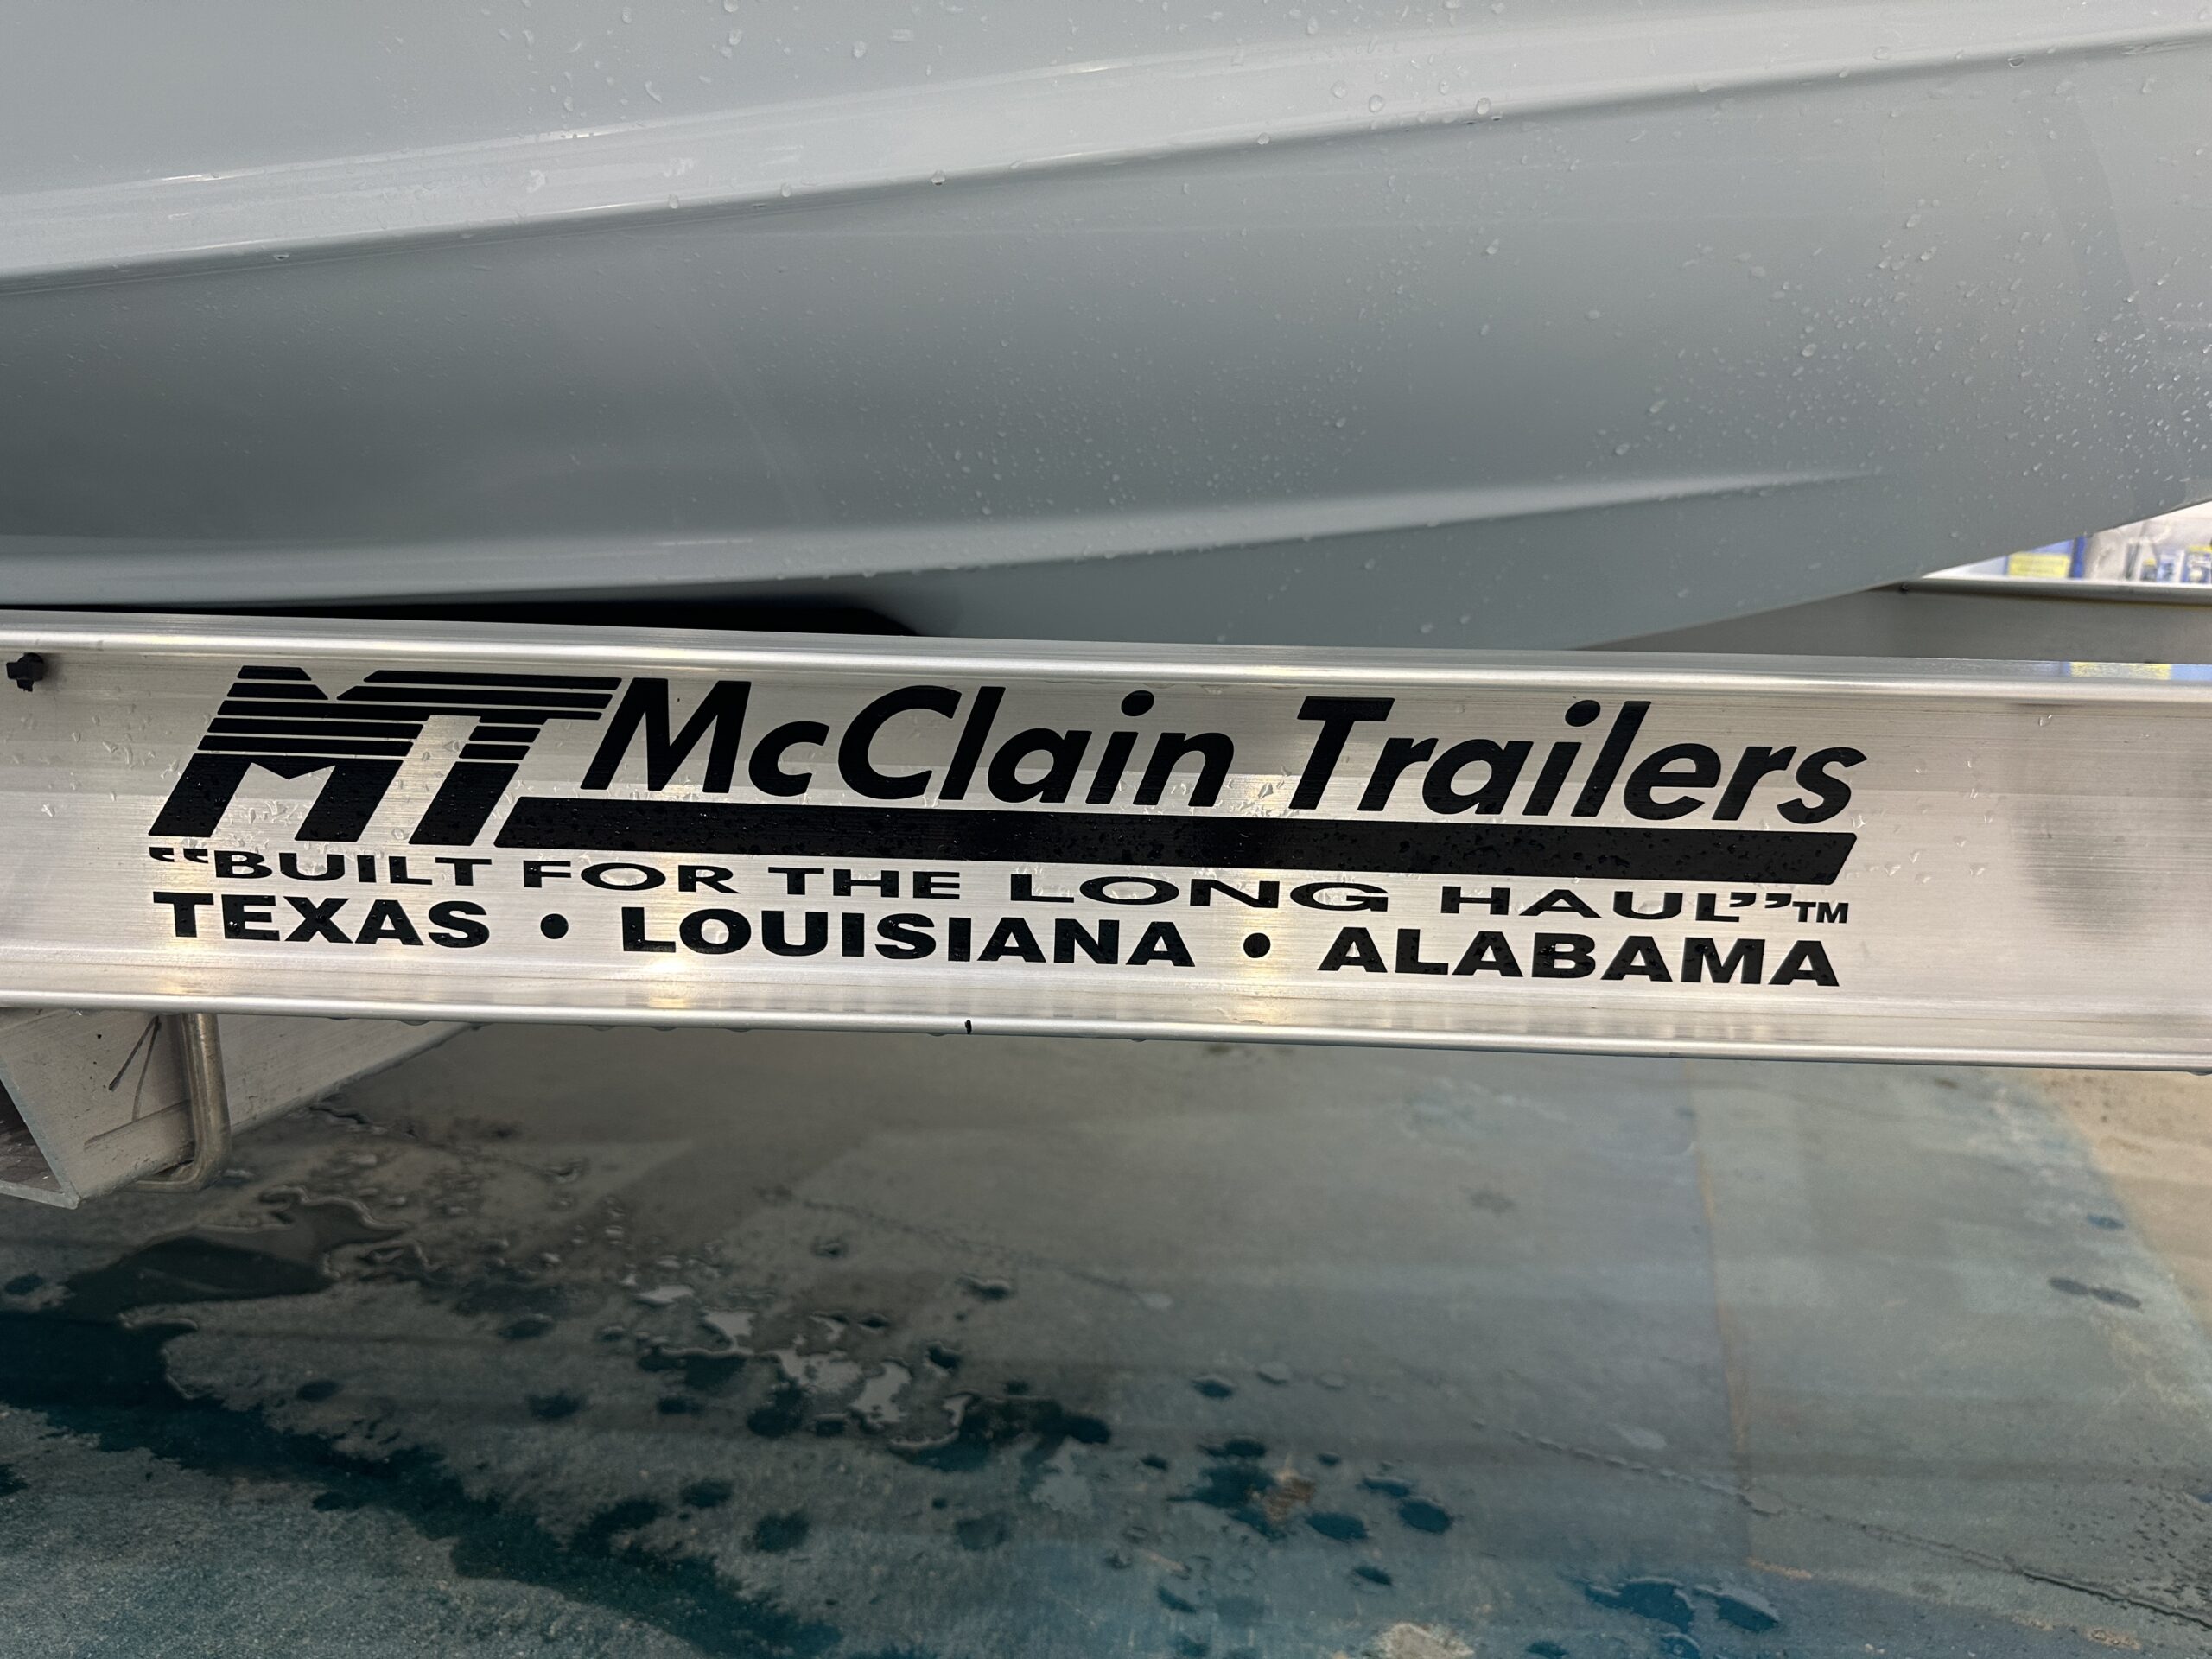 MT McClain Trailers
“BUILT FOR THE LONG HAUL”™
TEXAS • LOUISIANA • ALABAMA